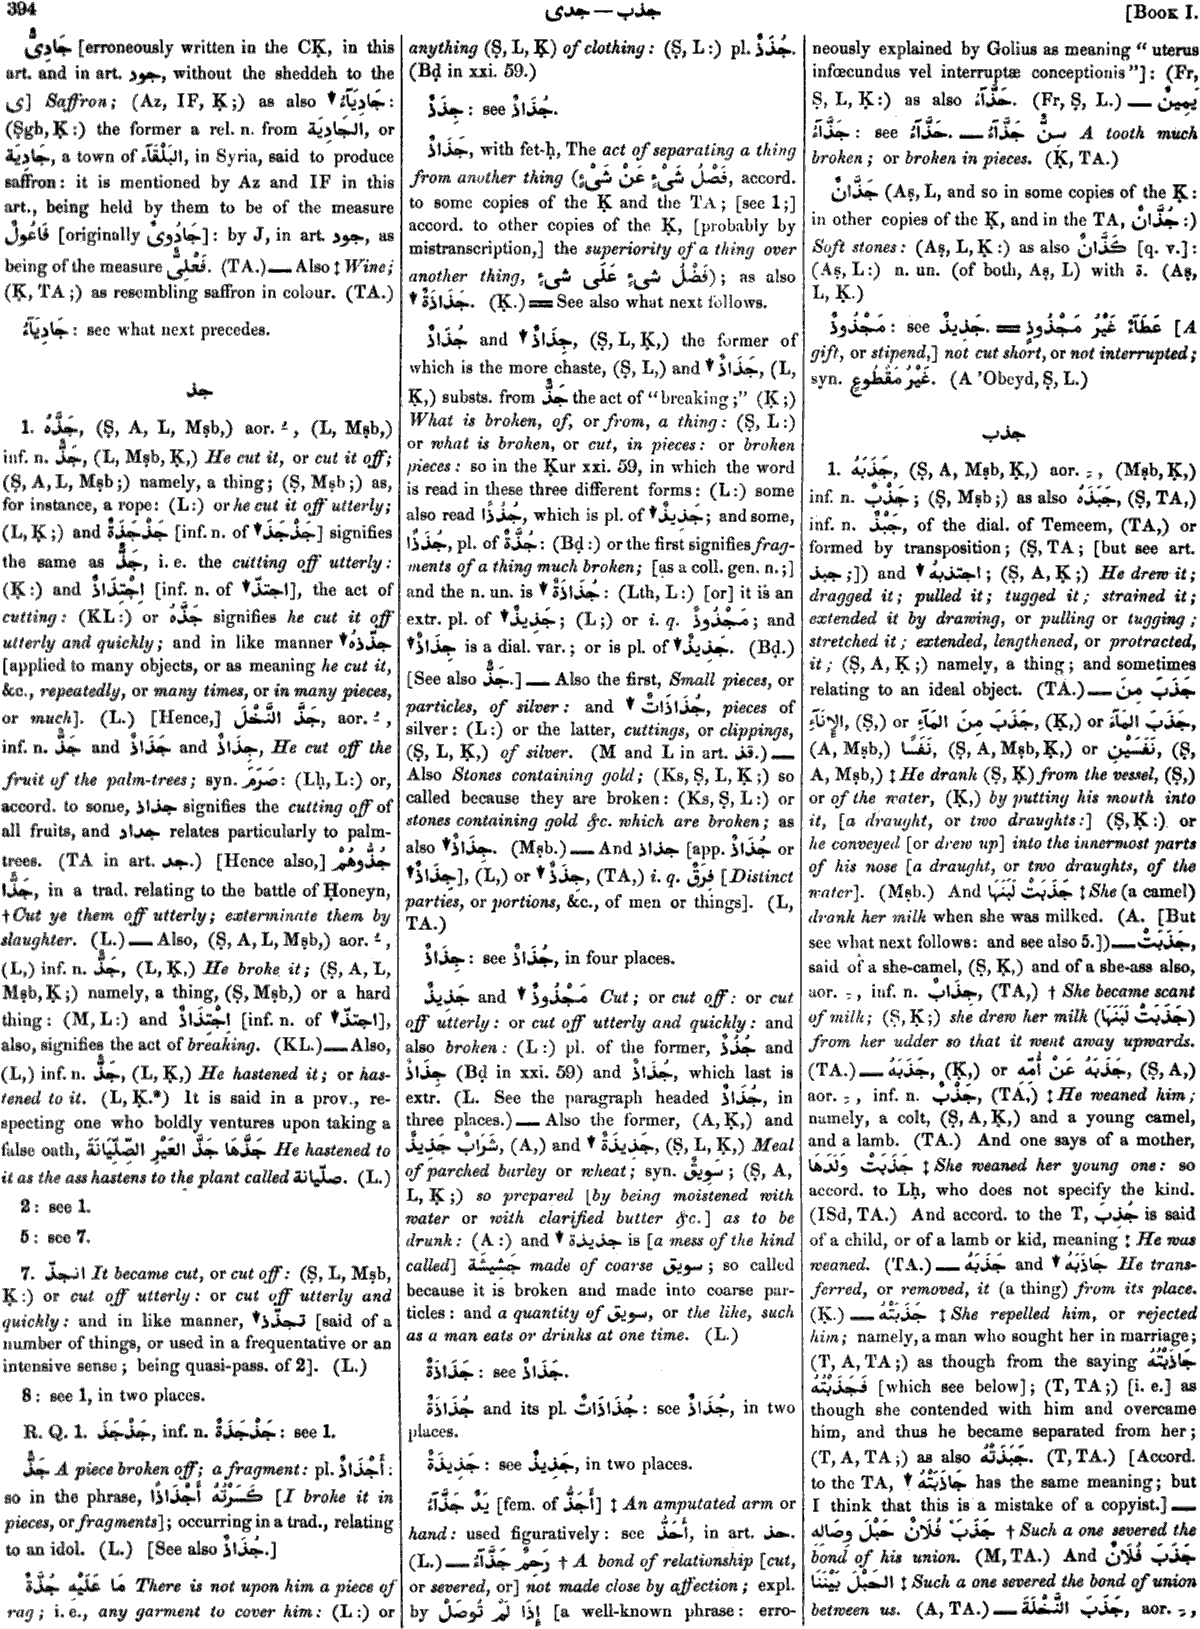 394
جذب — جدى
[Book I.
جَادِىٌّ [erroneously written in the CḲ, in this
art. and in art. جود, without the sheddeh to the
ى] Saffron; (Az, IF, Ḳ;) as also ↓ جَادِيَآءُ:
(Ṣgh, Ḳ:) the former a rel. n. from الجَادِيَة, or
جَادِيَة, a town of البَلْقَآء, in Syria, said to produce
saffron: it is mentioned by Az and IF in this
art., being held by them to be of the measure
فَاعُولٌ [originally جَادُوىٌ]: by J, in art. جود, as
being of the measure فَعْلِىٌّ. (TA.) — Also ‡ Wine;
(Ḳ, TA;) as resembling saffron in colour. (TA.)
جَادِيَآءُ: see what next precedes.
جذ
1. جَذَّهُ, (Ṣ, A, L, Mṣb,) aor. ـُ, (L, Mṣb,)
inf. n. جَذٌّ, (L, Mṣb, Ḳ,) He cut it, or cut it off;
(Ṣ, A, L, Mṣb;) namely, a thing; (Ṣ, Mṣb;) as,
for instance, a rope: (L:) or he cut it off utterly;
(L, Ḳ;) and جَذْجَذَةٌ [inf. n. of ↓ جَذْجَذَ] signifies
the same as جَذٌّ, i. e. the cutting off utterly:
(Ḳ:) and اِجْتِذَاذٌ [inf. n. of ↓ اجتذّ], the act of
cutting: (KL:) or جَذَّهُ signifies he cut it off
utterly and quickly; and in like manner ↓ جذّذهُ
[applied to many objects, or as meaning he cut it,
&c., repeatedly, or many times, or in many pieces,
or much]. (L.) [Hence,] جَذَّ النَّخْلَ, aor. ـُ,
inf. n. جَذٌّ and جَذَاذٌ and جِذَاذٌ, He cut off the
fruit of the palm-trees; syn. صَرَمَ: (Lḥ, L:) or,
accord. to some, جذاذ signifies the cutting off of
all fruits, and جداد relates particularly to palm-
trees. (TA in art. جد.) [Hence also,] جُذُّوهُمْ
جَذًّا, in a trad. relating to the battle of Ḥoneyn,
† Cut ye them off utterly; exterminate them by
slaughter. (L.) — Also, (Ṣ, A, L, Mṣb,) aor. ـُ,
(L,) inf. n. جَذٌّ, (L, Ḳ,) He broke it; (Ṣ, A, L,
Mṣb, Ḳ;) namely, a thing, (Ṣ, Mṣb,) or a hard
thing: (M, L:) and اِجْتِذَاذٌ [inf. n. of ↓ اجتذّ],
also, signifies the act of breaking. (KL.) — Also,
(L,) inf. n. جَذٌّ, (L, Ḳ,) He hastened it; or has-
tened to it. (L, Ḳ.*) It is said in a prov., re-
specting one who boldly ventures upon taking a
false oath, جَذَّهَا جَذَّ العَيْرِ الصِّلِّيَانَةَ He hastened to
it as the ass hastens to the plant called صلّيانة. (L.)
2: see 1.
5: see 7.
7. انجذّ It became cut, or cut off: (Ṣ, L, Mṣb,
Ḳ:) or cut off utterly: or cut off utterly and
quickly: and in like manner, ↓ تجذّذ [said of a
number of things, or used in a frequentative or an
intensive sense; being quasi-pass. of 2]. (L.)
8: see 1, in two places.
R. Q. 1. جَذْجَذَ, inf. n. جَذْجَذَةٌ: see 1.
جَذٌّ A piece broken off; a fragment: pl. أَجْذَاذٌ:
so in the phrase, كَسَرْتُهُ أَجْذَاذًا [I broke it in
pieces, or fragments]; occurring in a trad., relating
to an idol. (L.) [See also جُذَاذٌ.]
مَا عَلَيْهِ جُذَّةٌ There is not upon him a piece of
rag; i. e., any garment to cover him: (L:) or
anything (Ṣ, L, Ḳ) of clothing: (Ṣ, L:) pl. جُذَذٌ.
(Bḍ in xxi. 59.)
جِذَذٌ: see جُذَاذٌ.
جَذَاذٌ, with fet-ḥ, The act of separating a thing
from another thing (فَصْلُ شَىْءٍ عَنْ شَىْءٍ, accord.
to some copies of the Ḳ and the TA; [see 1;]
accord. to other copies of the Ḳ, [probably by
mistranscription,] the superiority of a thing over
another thing, فَضْلُ شىءٍ عَلَى شىءٍ); as also
↓ جَذَاذَةٌ. (Ḳ.) = See also what next follows.
جُذَاذٌ and ↓ جِذَاذٌ, (Ṣ, L, Ḳ,) the former of
which is the more chaste, (Ṣ, L,) and ↓ جَذَاذٌ, (L,
Ḳ,) substs. from جَذٌّ the act of "breaking;" (Ḳ;)
What is broken, of, or from, a thing: (Ṣ, L:)
or what is broken, or cut, in pieces: or broken
pieces: so in the Ḳur xxi. 59, in which the word
is read in these three different forms: (L:) some
also read جُذُذًا, which is pl. of ↓ جَذِيذٌ; and some,
جُذَذًا, pl. of جُذَّةٌ: (Bḍ:) or the first signifies frag-
ments of a thing much broken; [as a coll. gen. n.;]
and the n. un. is ↓ جُذَاذَةٌ: (Lth, L:) [or] it is an
extr. pl. of ↓ جَذِيذٌ; (L;) or i. q. مَجْذُوذٌ; and
↓ جِذَاذٌ is a dial. var.; or is pl. of ↓ جَذِيذٌ. (Bḍ.)
[See also جَذٌّ.] — Also the first, Small pieces, or
particles, of silver: and ↓ جُذَاذَاتٌ, pieces of
silver: (L:) or the latter, cuttings, or clippings,
(Ṣ, L, Ḳ,) of silver. (M and L in art. قذ.) —
Also Stones containing gold; (Ks, Ṣ, L, Ḳ;) so
called because they are broken: (Ks, Ṣ, L:) or
stones containing gold &c. which are broken; as
also ↓ جِذَاذٌ. (Mṣb.) — And جذاذ [app. جُذَاذٌ or
↓ جِذَاذٌ], (L,) or ↓ جِذَذٌ, (TA,) i. q. فِرَقٌ [Distinct
parties, or portions, &c., of men or things]. (L,
TA.)
جِذَاذٌ: see جُذَاذٌ, in four places.
جَذِيذٌ and ↓ مَجْذُوذٌ Cut; or cut off: or cut
off utterly: or cut off utterly and quickly: and
also broken: (L:) pl. of the former, جُذُذٌ and
جِذَاذٌ (Bḍ in xxi. 59) and جُذَاذٌ, which last is
extr. (L. See the paragraph headed جُذَاذٌ, in
three places.) — Also the former, (A, Ḳ,) and
شَرَابٌ جَذِيذٌ, (A,) and ↓ جَذِيذَةٌ, (Ṣ, L, Ḳ,) Meal
of parched barley or wheat; syn. سَوِيقٌ; (Ṣ, A,
L, Ḳ;) so prepared [by being moistened with
water or with clarified butter &c.] as to be
drunk: (A:) and ↓ جذيذة is [a mess of the kind
called] جَشِيشَة made of coarse سويق; so called
because it is broken and made into coarse par-
ticles: and a quantity of سويق, or the like, such
as a man eats or drinks at one time. (L.)
جَذَاذَةٌ: see جَذَاذٌ.
جُذَاذَةٌ and its pl. جُذَاذَاتٌ: see جُذَاذٌ, in two
places.
جَذِيذَةٌ: see جَذِيذٌ, in two places.
يَدٌ جَذَّآءُ [fem. of أَجَذُّ] ‡ An amputated arm or
hand: used figuratively: see أَحَذُّ, in art. حذ.
(L.) — رَحِمٌ جَذَّآءُ † A bond of relationship [cut,
or severed, or] not made close by affection; expl.
by إِذَا لَمْ تُوصَلْ [a well-known phrase: erro-
neously explained by Golius as meaning "uterus
infœcundus vel interruptæ conceptionis"]: (Fr,
Ṣ, L, Ḳ:) as also حَذَّآءُ. (Fr, Ṣ, L.) — يَمِينٌ
جَذَّآءُ: see حَذَّآءُ. — سِنٌّ جَذَّآءُ A tooth much
broken; or broken in pieces. (Ḳ, TA.)
جَذَّانٌ (Aṣ, L, and so in some copies of the Ḳ:
in other copies of the Ḳ, and in the TA, جُذَّانٌ:)
Soft stones: (Aṣ, L, Ḳ:) as also كَذَّانٌ [q. v.]:
(Aṣ, L:) n. un. (of both, Aṣ, L) with ة. (Aṣ,
L, Ḳ.)
مَجْذُوذٌ: see جَذِيذٌ. = عَطَآءٌ غَيْرُ مَجْذُوذٍ [A
gift, or stipend,] not cut short, or not interrupted;
syn. غَيْرُ مَقْطُوعٍ. (A 'Obeyd, Ṣ, L.)
جذب
1. جَذَبَهُ, (Ṣ, A, Mṣb, Ḳ,) aor. ـِ, (Mṣb, Ḳ,)
inf. n. جَذْبٌ; (Ṣ, Mṣb;) as also جَبَذَهُ, (Ṣ, TA,)
inf. n. جَبْذٌ, of the dial. of Temeem, (TA,) or
formed by transposition; (Ṣ, TA; [but see art.
جبذ;]) and ↓ اجتذبهُ; (Ṣ, A, Ḳ;) He drew it;
dragged it; pulled it; tugged it; strained it;
extended it by drawing, or pulling or tugging;
stretched it; extended, lengthened, or protracted,
it; (Ṣ, A, Ḳ;) namely, a thing; and sometimes
relating to an ideal object. (TA.) — جَذَبَ مِنَ
الإِنَآءِ, (Ṣ,) or جَذَبَ مِنَ المَآءِ, (Ḳ,) or جَذَبَ المَآءَ,
(A, Mṣb,) نَفَسًا, (Ṣ, A, Mṣb, Ḳ,) or نَفَسَيْنِ, (Ṣ,
A, Mṣb,) ‡ He drank (Ṣ, Ḳ) from the vessel, (Ṣ,)
or of the water, (Ḳ,) by putting his mouth into
it, [a draught, or two draughts:] (Ṣ, Ḳ:) or
he conveyed [or drew up] into the innermost parts
of his nose [a draught, or two draughts, of the
water]. (Mṣb.) And جَذَبَتْ لَبَنَهَا ‡ She (a camel)
drank her milk when she was milked. (A. [But
see what next follows: and see also 5.]) — جَذَبَتْ,
said of a she-camel, (Ṣ, Ḳ,) and of a she-ass also,
aor. ـِ, inf. n. جِذَابٌ, (TA,) † She became scant
of milk; (Ṣ, Ḳ;) she drew her milk (جَذَبَتْ لَبَنَهَا)
from her udder so that it went away upwards.
(TA.) — جَذَبَهُ, (Ḳ,) or جَذَبَهُ عَنْ أُمِّهِ, (Ṣ, A,)
aor. ـِ, inf. n. جَذْبٌ, (TA,) ‡ He weaned him;
namely, a colt, (Ṣ, A, Ḳ,) and a young camel,
and a lamb. (TA.) And one says of a mother,
جَذَبَتْ وَلَدَهَا ‡ She weaned her young one: so
accord. to Lḥ, who does not specify the kind.
(ISd, TA.) And accord. to the T, جُذِبَ is said
of a child, or of a lamb or kid, meaning ‡ He was
weaned. (TA.) — جَذَبَهُ and ↓ جَاذَبَهُ He trans-
ferred, or removed, it (a thing) from its place.
(Ḳ.) — جَذَبَتْهُ ‡ She repelled him, or rejected
him; namely, a man who sought her in marriage;
(T, A, TA;) as though from the saying جَاذَبْتُهُ
فَجَذَبْتُهُ [which see below]; (T, TA;) [i. e.] as
though she contended with him and overcame
him, and thus he became separated from her;
(T, A, TA;) as also جَبَذَتْهُ. (T, TA.) [Accord.
to the TA, ↓ جَاذَبَتْهُ has the same meaning; but
I think that this is a mistake of a copyist.] —
جَذَبَ فُلَانٌ حَبْلَ وِصَالِهِ † Such a one severed the
bond of his union. (M, TA.) And جَذَبَ فُلَانٌ
الحَبْلَ بَيْنَنَا ‡ Such a one severed the bond of union
between us. (A, TA.) — جَذَبَ النَّخْلَةَ, aor. ـِ,